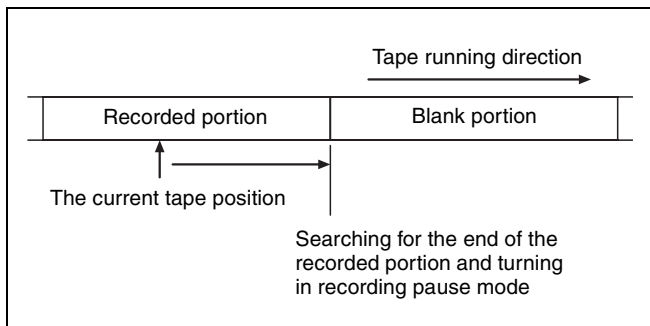 Tape running direction
Recorded portion
Blank portion
The current tape position
Searching for the end of the
recorded portion and turning
in recording pause mode